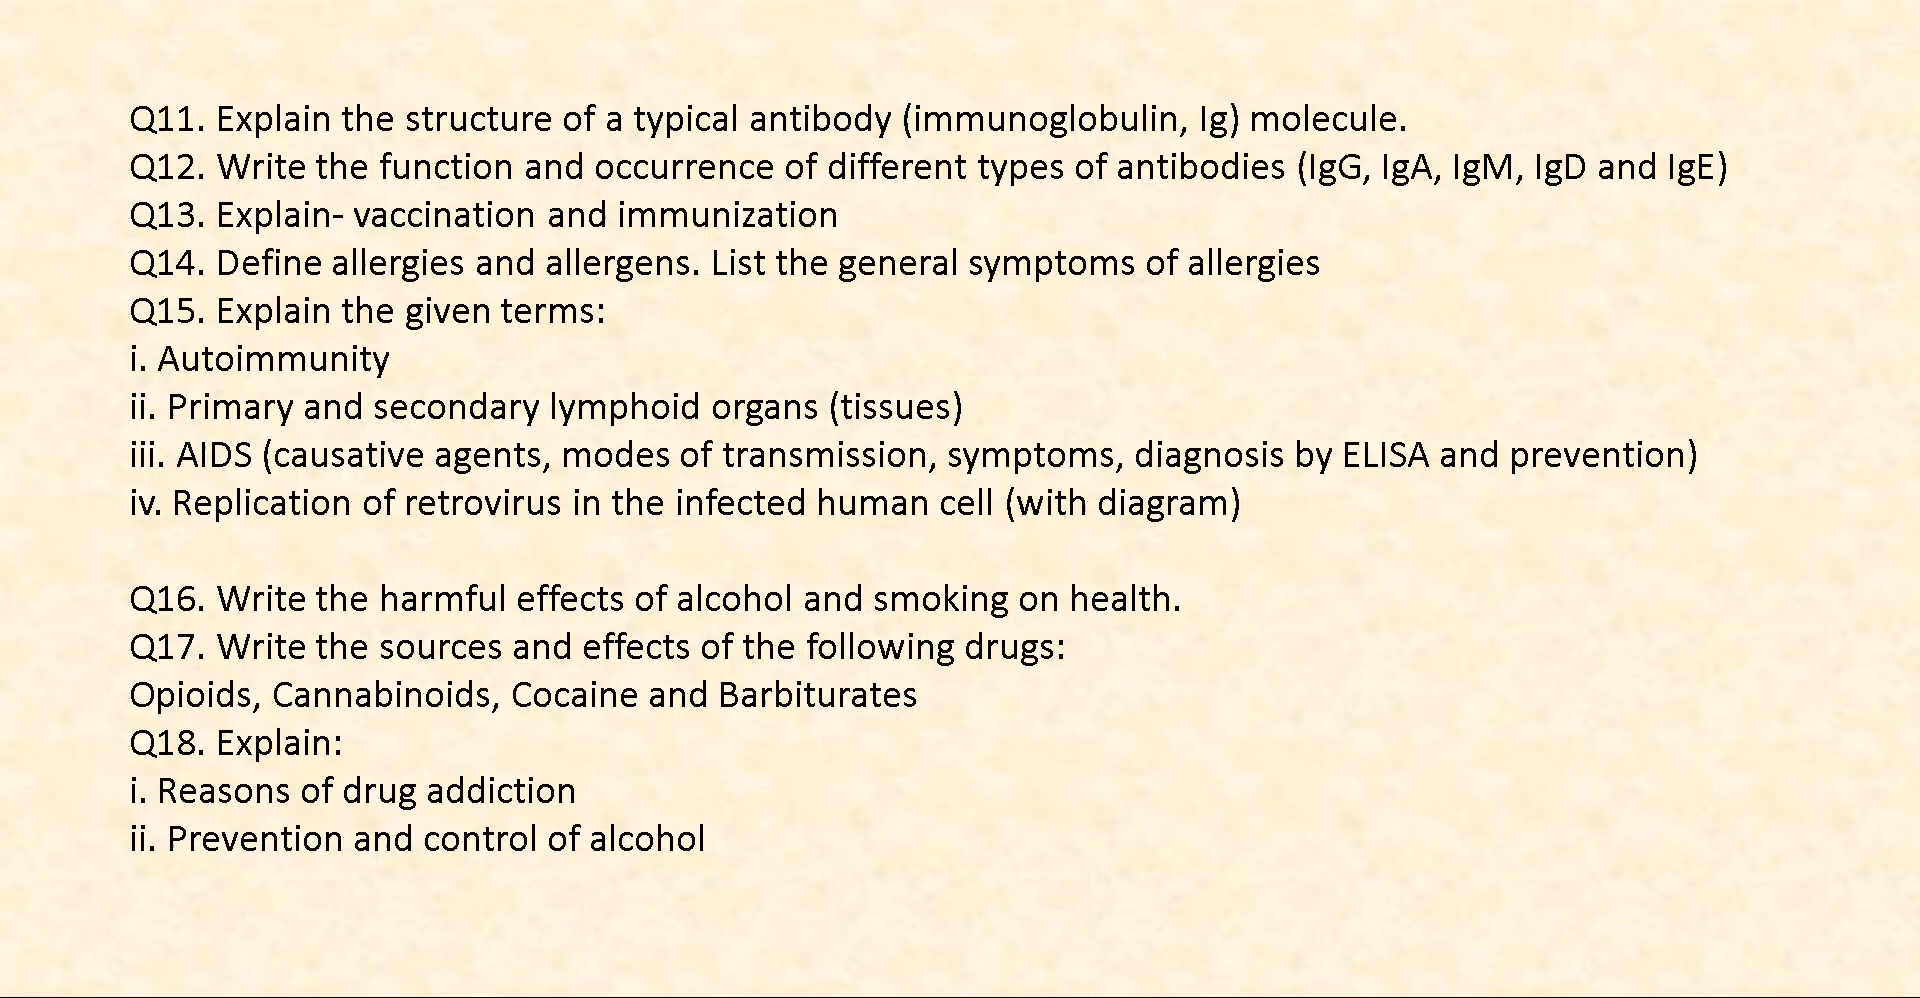 Q11. Explain the structure of a typical antibody (immunoglobulin, Ig) molecule.
Q12. Write the function and occurrence of different types of antibodies (IgG, IgA, IgM, IgD and IgE)
Q13. Explain- vaccination and immunization
Q14. Define allergies and allergens. List the general symptoms of allergies
Q15. Explain the given terms:
i. Autoimmunity
ii. Primary and secondary lymphoid organs (tissues)
iii. AIDS (causative agents, modes of transmission, symptoms, diagnosis by ELISA and prevention)
iv. Replication of retrovirus in the infected human cell (with diagram)
Q16. Write the harmful effects of alcohol and smoking on health.
Q17. Write the sources and effects of the following drugs:
Opioids, Cannabinoids, Cocaine and Barbiturates
Q18. Explain:
i. Reasons of drug addiction
ii. Prevention and control of alcohol